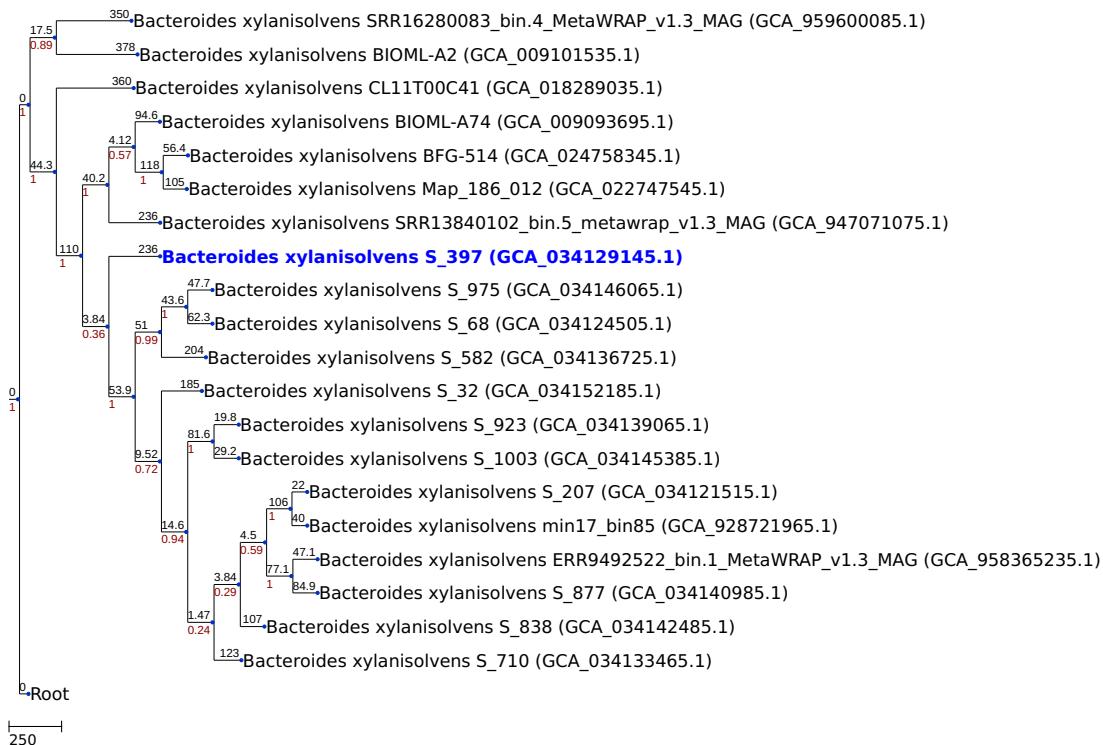 350 Bacteroides xylanisolvens SRR16280083_bin.4_MetaWRAP_v1.3_MAG (GCA_959600085.1)
17.5
0.89
378 Bacteroides xylanisolvens BIOML-A2 (GCA_009101535.1)
360 Bacteroides xylanisolvens CL11T00C41 (GCA_018289035.1)
0
1
94.6 Bacteroides xylanisolvens BIOML-A74 (GCA_009093695.1)
4.12
0.57
56.4 Bacteroides xylanisolvens BFG-514 (GCA_024758345.1)
44.3
1
118
1
40.2
1
105 Bacteroides xylanisolvens Map_186_012 (GCA_022747545.1)
236 Bacteroides xylanisolvens SRR13840102_bin.5_metawrap_v1.3_MAG (GCA_947071075.1)
110
1
236 Bacteroides xylanisolvens S_397 (GCA_034129145.1)
47.7 Bacteroides xylanisolvens S_975 (GCA_034146065.1)
43.6
1
3.84
0.36
62.3 Bacteroides xylanisolvens S_68 (GCA_034124505.1)
51
0.99
204 Bacteroides xylanisolvens S_582 (GCA_034136725.1)
185 Bacteroides xylanisolvens S_32 (GCA_034152185.1)
0
1
53.9
1
19.8 Bacteroides xylanisolvens S_923 (GCA_034139065.1)
81.6
1
29.2 Bacteroides xylanisolvens S_1003 (GCA_034145385.1)
9.52
0.72
22 Bacteroides xylanisolvens S_207 (GCA_034121515.1)
106
1
40 Bacteroides xylanisolvens min17_bin85 (GCA_928721965.1)
14.6
0.94
4.5
0.59
47.1 Bacteroides xylanisolvens ERR9492522_bin.1_MetaWRAP_v1.3_MAG (GCA_958365235.1)
77.1
1
3.84
0.29
84.9 Bacteroides xylanisolvens S_877 (GCA_034140985.1)
1.47
0.24
107 Bacteroides xylanisolvens S_838 (GCA_034142485.1)
123 Bacteroides xylanisolvens S_710 (GCA_034133465.1)
0 Root
250